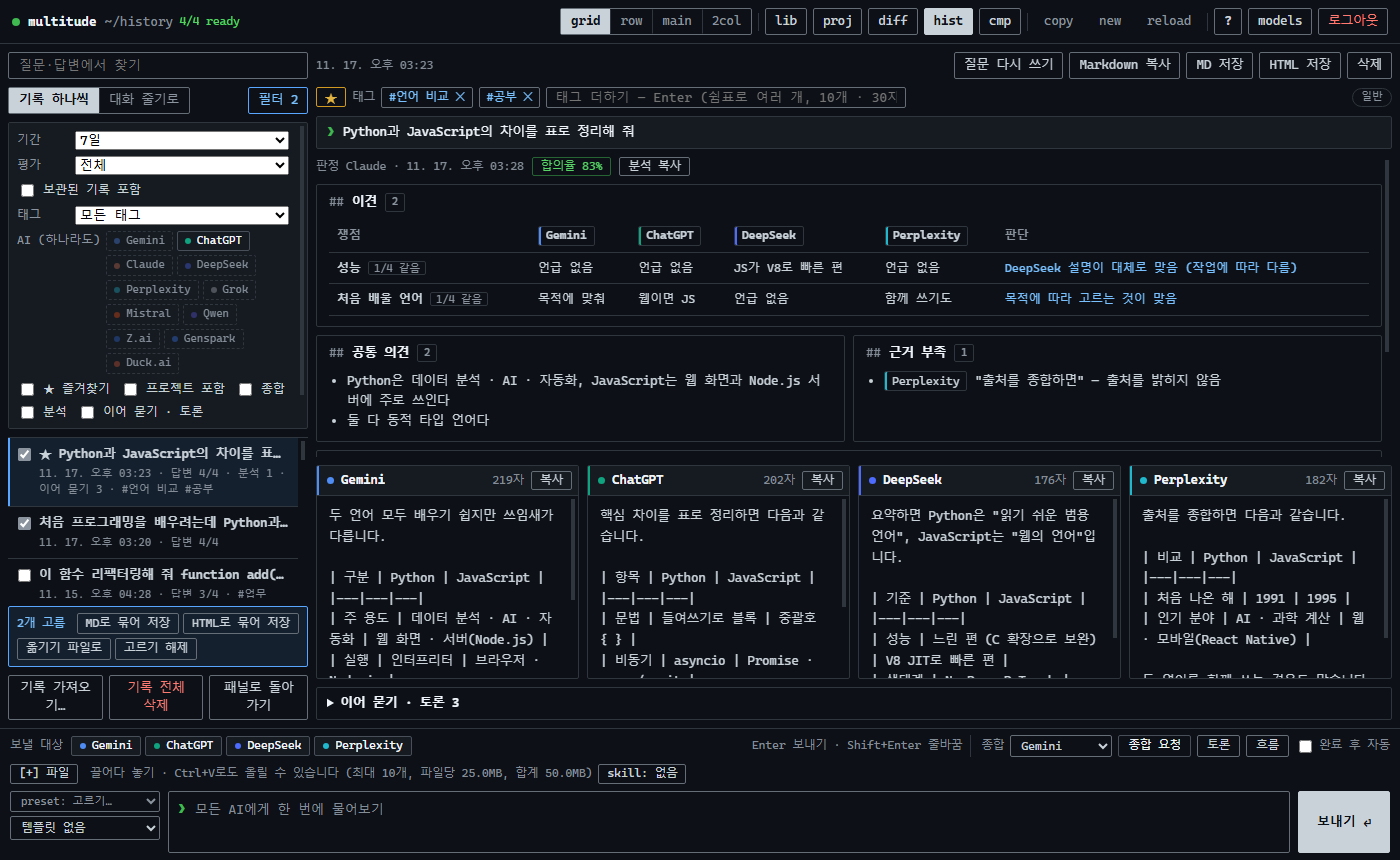 multitude ~/history 4/4 ready
grid row main 2col lib proj diff hist cmp copy new reload ? models 로그아웃
질문·답변에서 찾기
11. 17. 오후 03:23 질문 다시 쓰기 Markdown 복사 MD 저장 HTML 저장 삭제
기록 하나씩 대화 줄기로 필터 2
★ 태그 #언어 비교 ✕ #공부 ✕ 태그 더하기 — Enter (쉼표로 여러 개, 10개 · 30지 일반
기간 7일
평가 전체
보관된 기록 포함
태그 모든 태그
AI (하나라도) Gemini ChatGPT
Claude DeepSeek
Perplexity Grok
Mistral Qwen
Z.ai Genspark
Duck.ai
★ 즐겨찾기 프로젝트 포함 종합
분석 이어 묻기 · 토론
★ Python과 JavaScript의 차이를 표…
11. 17. 오후 03:23 · 답변 4/4 · 분석 1 ·
이어 묻기 3 · #언어 비교 #공부
처음 프로그래밍을 배우려는데 Python과…
11. 17. 오후 03:20 · 답변 4/4
이 함수 리팩터링해 줘 function add(…
11. 15. 오후 04:28 · 답변 3/4 · #업무
2개 고름 MD로 묶어 저장 HTML로 묶어 저장
옮기기 파일로 고르기 해제
기록 가져오기… 기록 전체 삭제 패널로 돌아가기
❯ Python과 JavaScript의 차이를 표로 정리해 줘
판정 Claude · 11. 17. 오후 03:28 합의율 83% 분석 복사
## 이견 2
쟁점 Gemini ChatGPT DeepSeek Perplexity 판단
성능 1/4 같음 언급 없음 언급 없음 JS가 V8로 빠른 편 언급 없음 DeepSeek 설명이 대체로 맞음 (작업에 따라 다름)
처음 배울 언어 1/4 같음 목적에 맞춰 웹이면 JS 언급 없음 함께 쓰기도 목적에 따라 고르는 것이 맞음
## 공통 의견 2
• Python은 데이터 분석 · AI · 자동화, JavaScript는 웹 화면과 Node.js 서
버에 주로 쓰인다
• 둘 다 동적 타입 언어다
## 근거 부족 1
• Perplexity "출처를 종합하면" — 출처를 밝히지 않음
Gemini 219자 복사
두 언어 모두 배우기 쉽지만 쓰임새가
다릅니다.
| 구분 | Python | JavaScript |
|---|---|---|
| 주 용도 | 데이터 분석 · AI · 자
동화 | 웹 화면 · 서버(Node.js) |
| 실행 | 인터프리터 | 브라우저 ·
ChatGPT 202자 복사
핵심 차이를 표로 정리하면 다음과 같
습니다.
| 항목 | Python | JavaScript |
|---|---|---|
| 문법 | 들여쓰기로 블록 | 중괄호
{ } |
| 비동기 | asyncio | Promise ·
DeepSeek 176자 복사
요약하면 Python은 "읽기 쉬운 범용
언어", JavaScript는 "웹의 언어"입
니다.
| 기준 | Python | JavaScript |
|---|---|---|
| 성능 | 느린 편 (C 확장으로 보완)
| V8 JIT로 빠른 편 |
Perplexity 182자 복사
출처를 종합하면 다음과 같습니다.
| 비교 | Python | JavaScript |
|---|---|---|
| 처음 나온 해 | 1991 | 1995 |
| 인기 분야 | AI · 과학 계산 | 웹
· 모바일(React Native) |
▶ 이어 묻기 · 토론 3
보낼 대상 Gemini ChatGPT DeepSeek Perplexity Enter 보내기 · Shift+Enter 줄바꿈 종합 Gemini 종합 요청 토론 흐름 완료 후 자동
[+] 파일 끌어다 놓기 · Ctrl+V로도 올릴 수 있습니다 (최대 10개, 파일당 25.0MB, 합계 50.0MB) skill: 없음
preset: 고르기…
템플릿 없음
❯ 모든 AI에게 한 번에 물어보기
보내기 ⏎